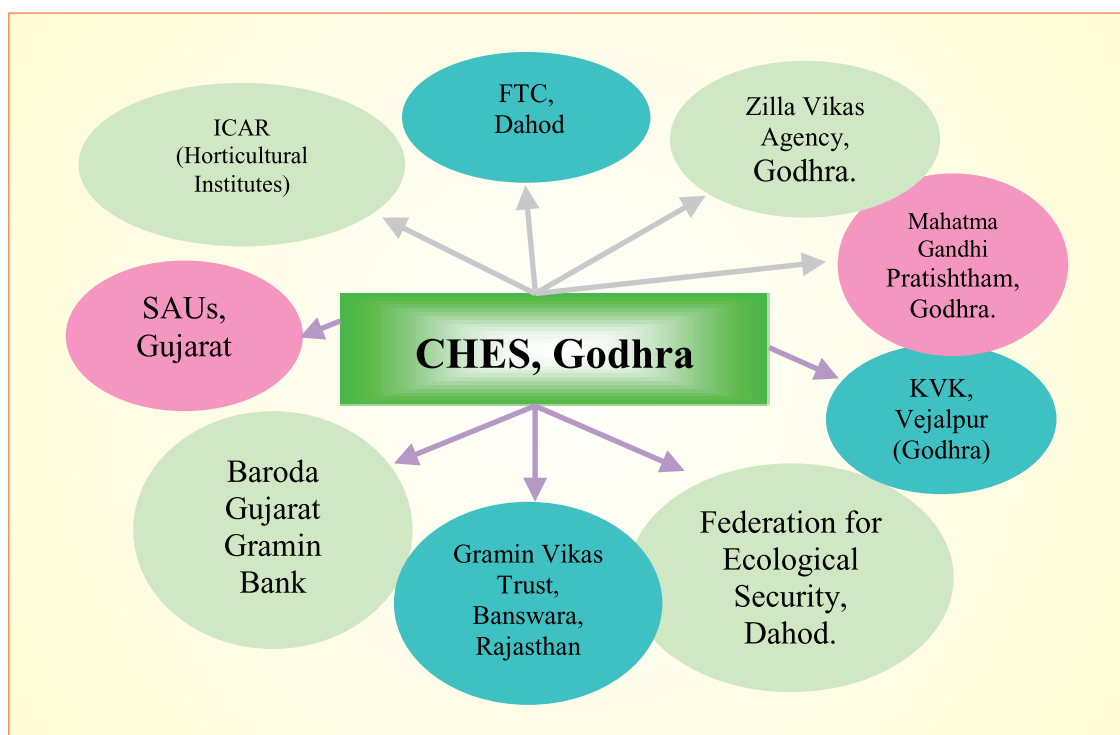 ICAR
(Horticultural
Institutes)
FTC,
Dahod
Zilla Vikas
Agency,
Godhra.
Mahatma
Gandhi
Pratishtham,
Godhra.
SAUs,
Gujarat
CHES, Godhra
KVK,
Vejalpur
(Godhra)
Baroda
Gujarat
Gramin
Bank
Gramin Vikas
Trust,
Banswara,
Rajasthan
Federation for
Ecological
Security,
Dahod.